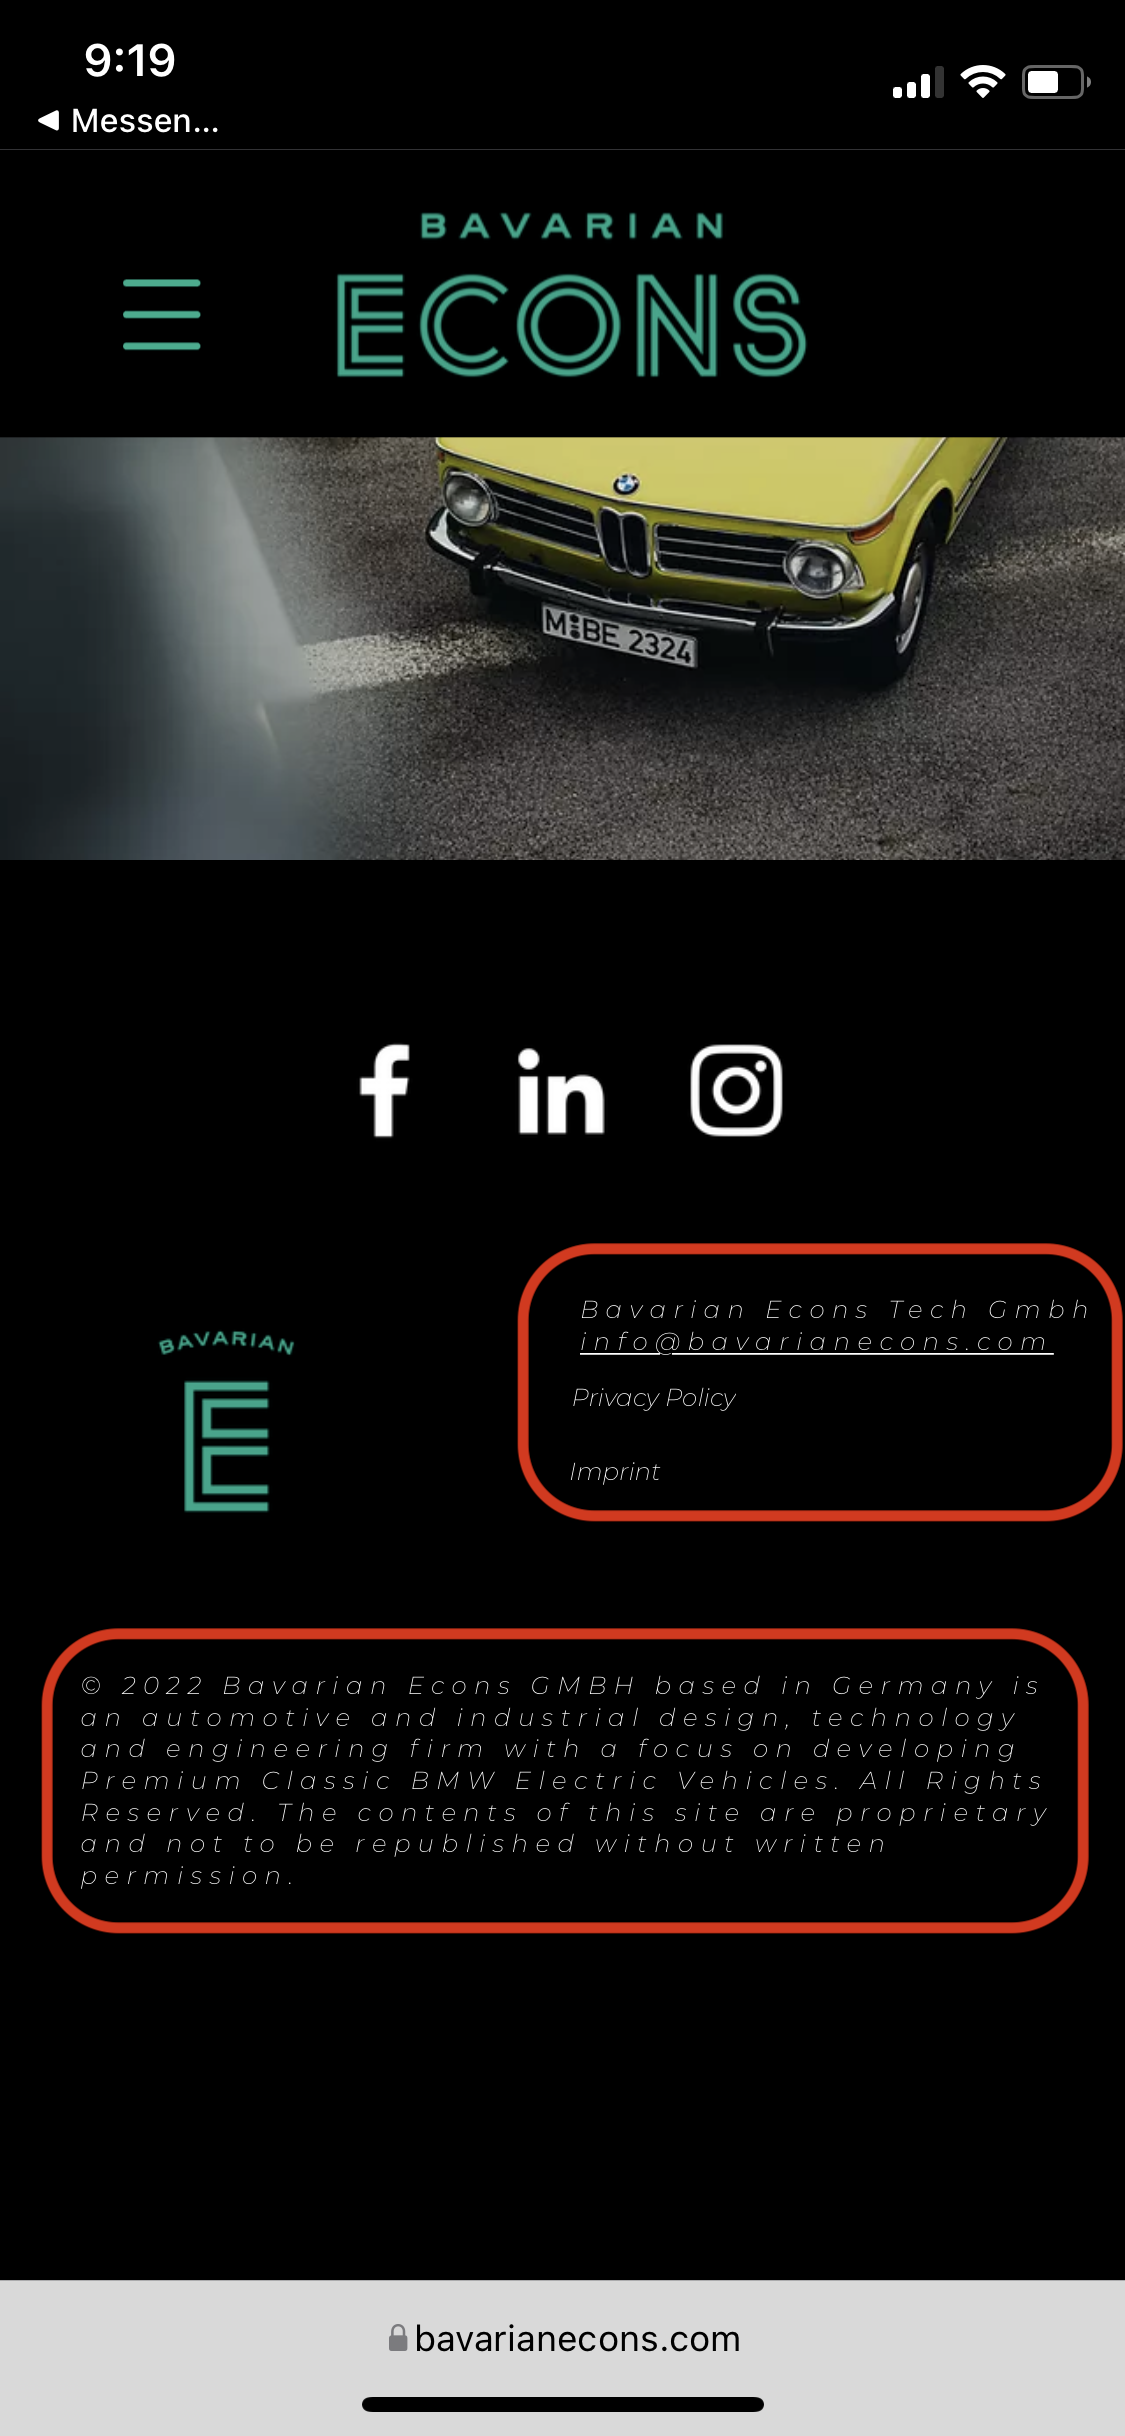 9:19
◀ Messen...
BAVARIAN
ECONS
M BE 2324
f
in
Bavarian Econs Tech Gmbh
info@bavarianecons.com
Privacy Policy
Imprint
BAVARIAN
E
© 2022 Bavarian Econs GMBH based in Germany is
an automotive and industrial design, technology
and engineering firm with a focus on developing
Premium Classic BMW Electric Vehicles. All Rights
Reserved. The contents of this site are proprietary
and not to be republished without written
permission.
bavarianecons.com